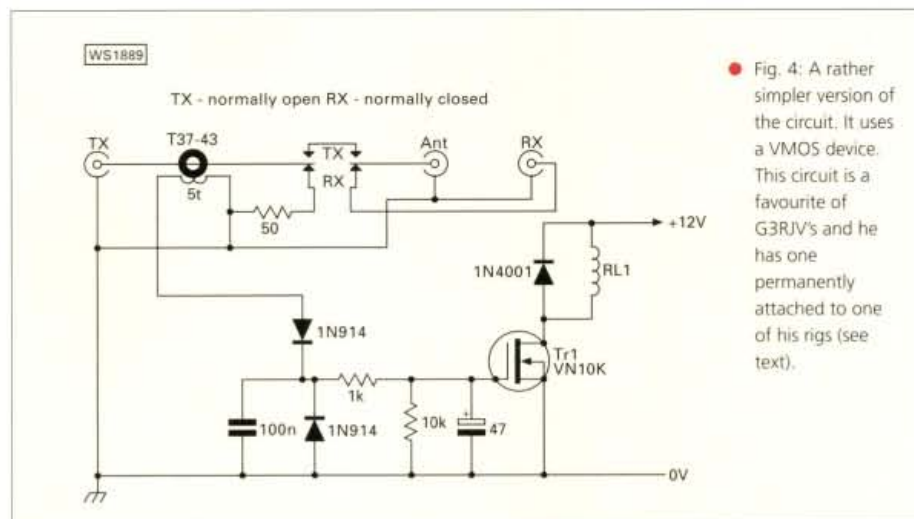 WS1889
TX - normally open RX - normally closed
TX
T37-43
TX
RX
Ant
RX
5t
50
+12V
1N4001
RL1
1N914
Tr1
VN10K
1k
100n
1N914
10k
+
47
0V
Fig. 4: A rather
simpler version of
the circuit. It uses
a VMOS device.
This circuit is a
favourite of
G3RJV's and he
has one
permanently
attached to one
of his rigs (see
text).